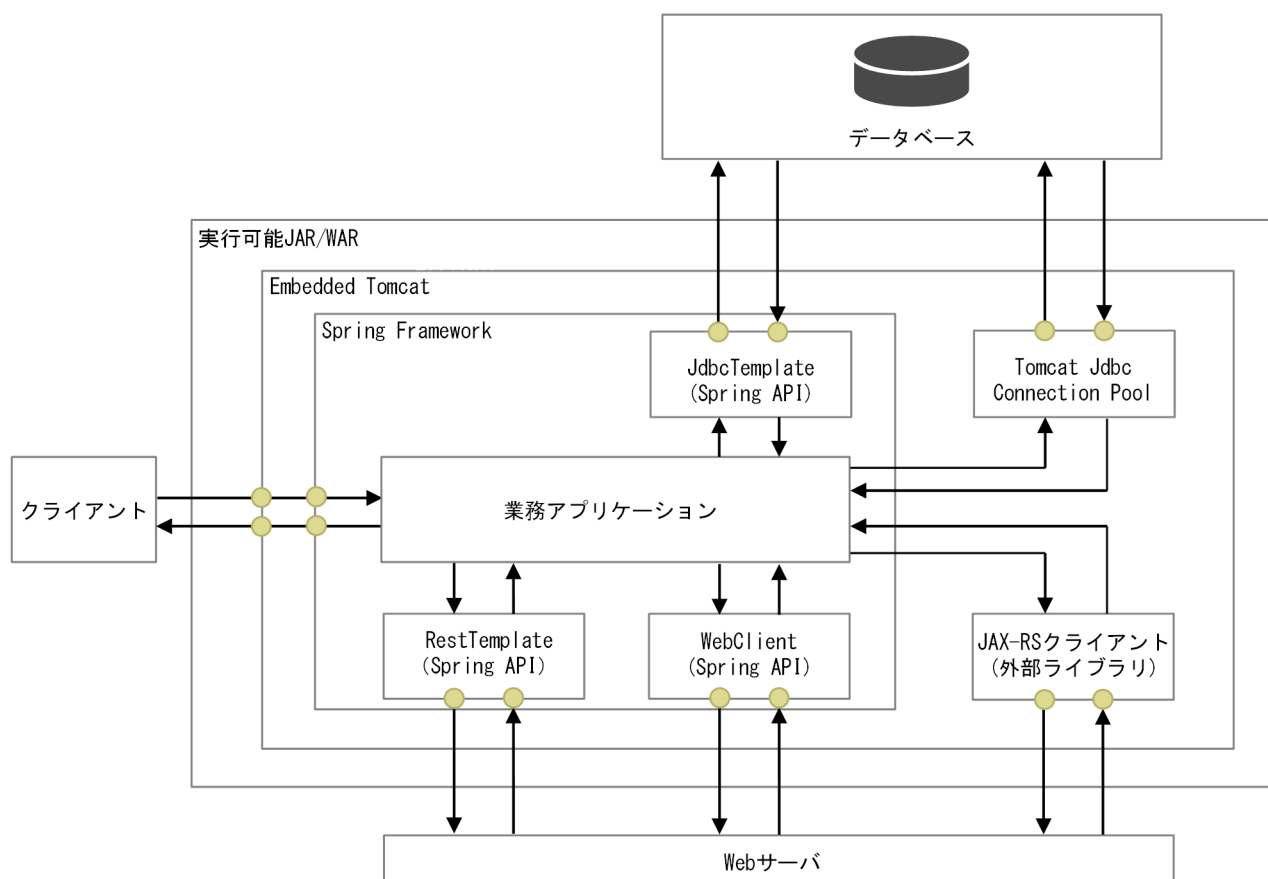 データベース
実行可能JAR/WAR
Embedded Tomcat
Spring Framework
JdbcTemplate
(Spring API)
Tomcat Jdbc
Connection Pool
クライアント
業務アプリケーション
RestTemplate
(Spring API)
WebClient
(Spring API)
JAX-RSクライアント
(外部ライブラリ)
Webサーバ